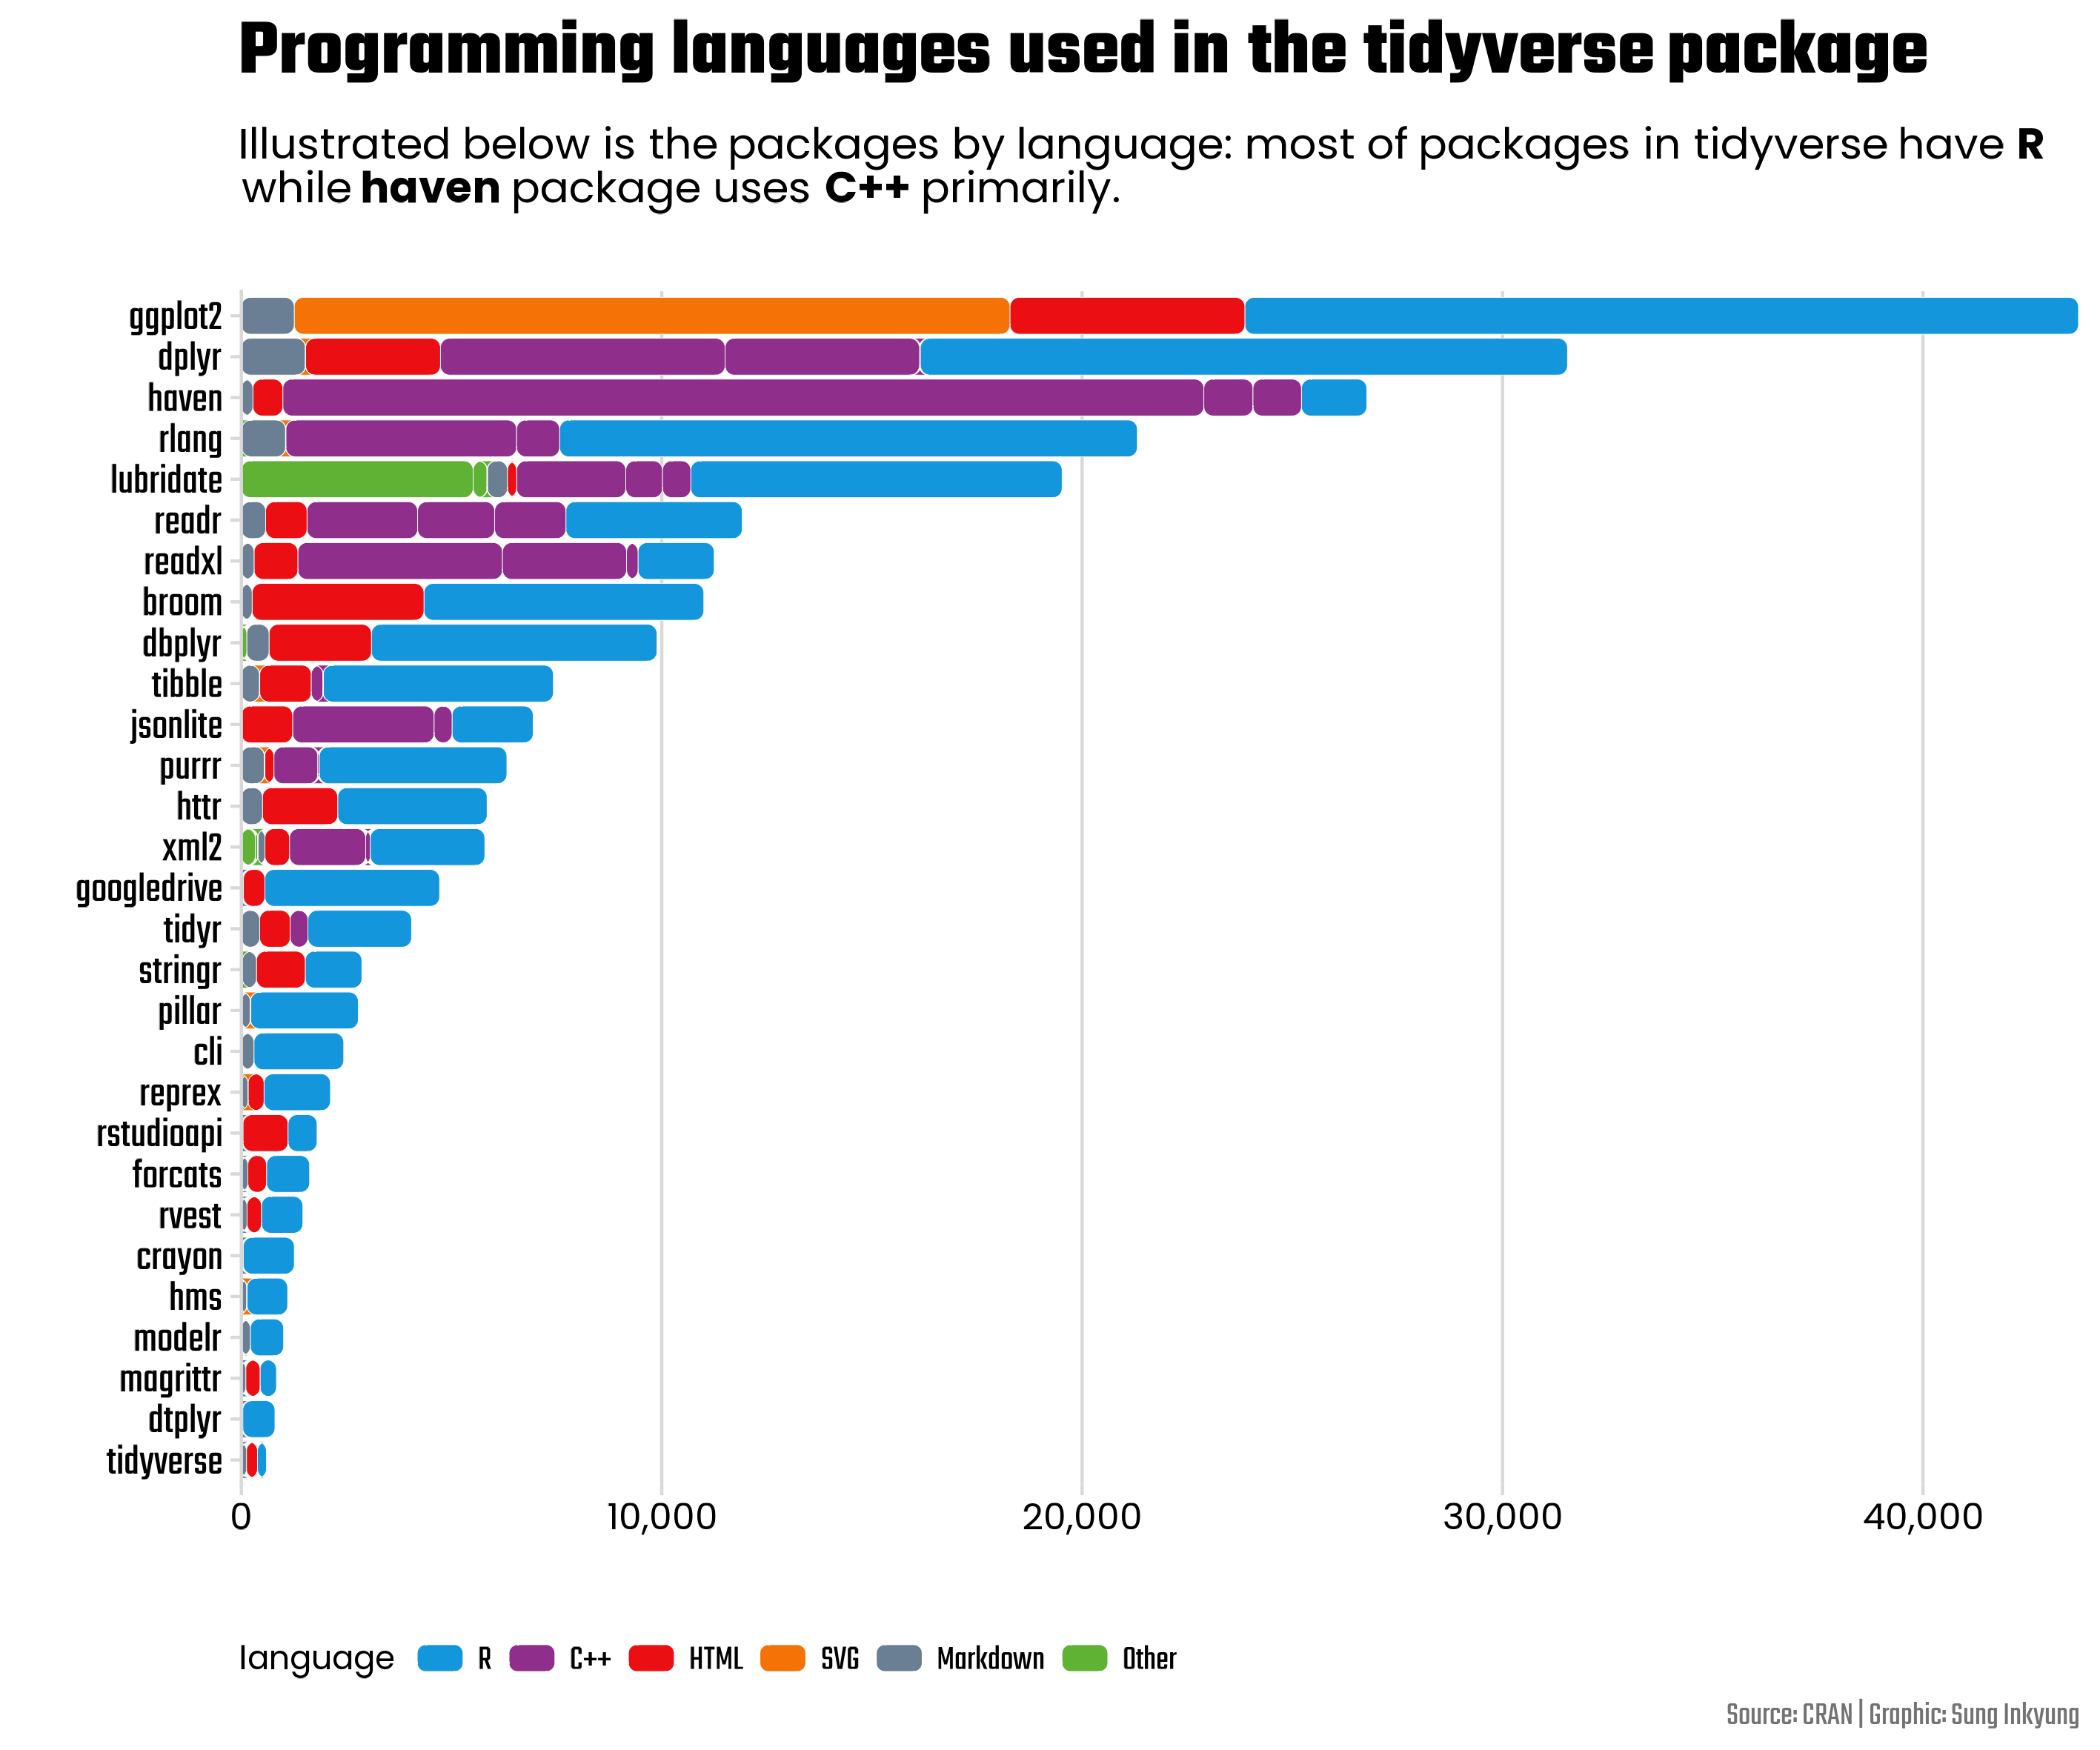 Programming languages used in the tidyverse package
Illustrated below is the packages by language: most of packages in tidyverse have R
while haven package uses C++ primarily.
ggplot2
dplyr
haven
rlang
lubridate
readr
readxl
broom
dbplyr
tibble
jsonlite
purrr
httr
xml2
googledrive
tidyr
stringr
pillar
cli
reprex
rstudioapi
forcats
rvest
crayon
hms
modelr
magrittr
dtplyr
tidyverse
0 10,000 20,000 30,000 40,000
language R C++ HTML SVG Markdown Other
Source: CRAN | Graphic: Sung Inkyung